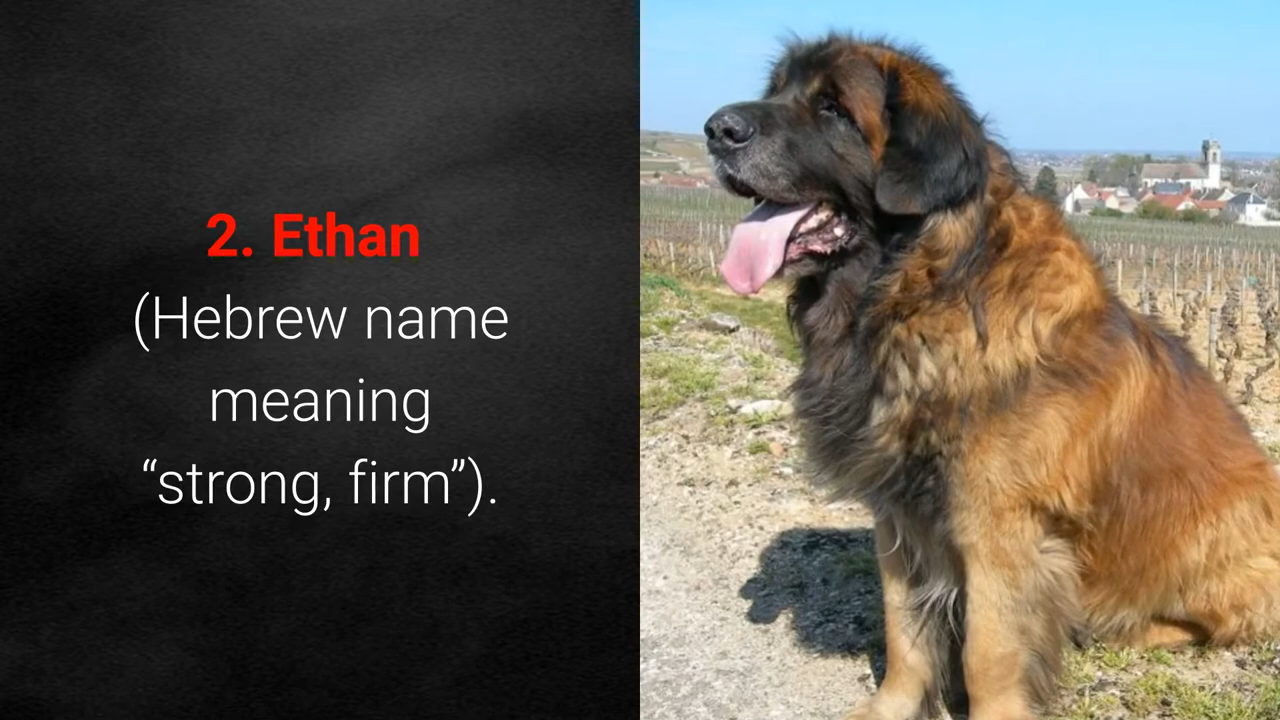 2. Ethan
(Hebrew name
meaning
“strong, firm”).